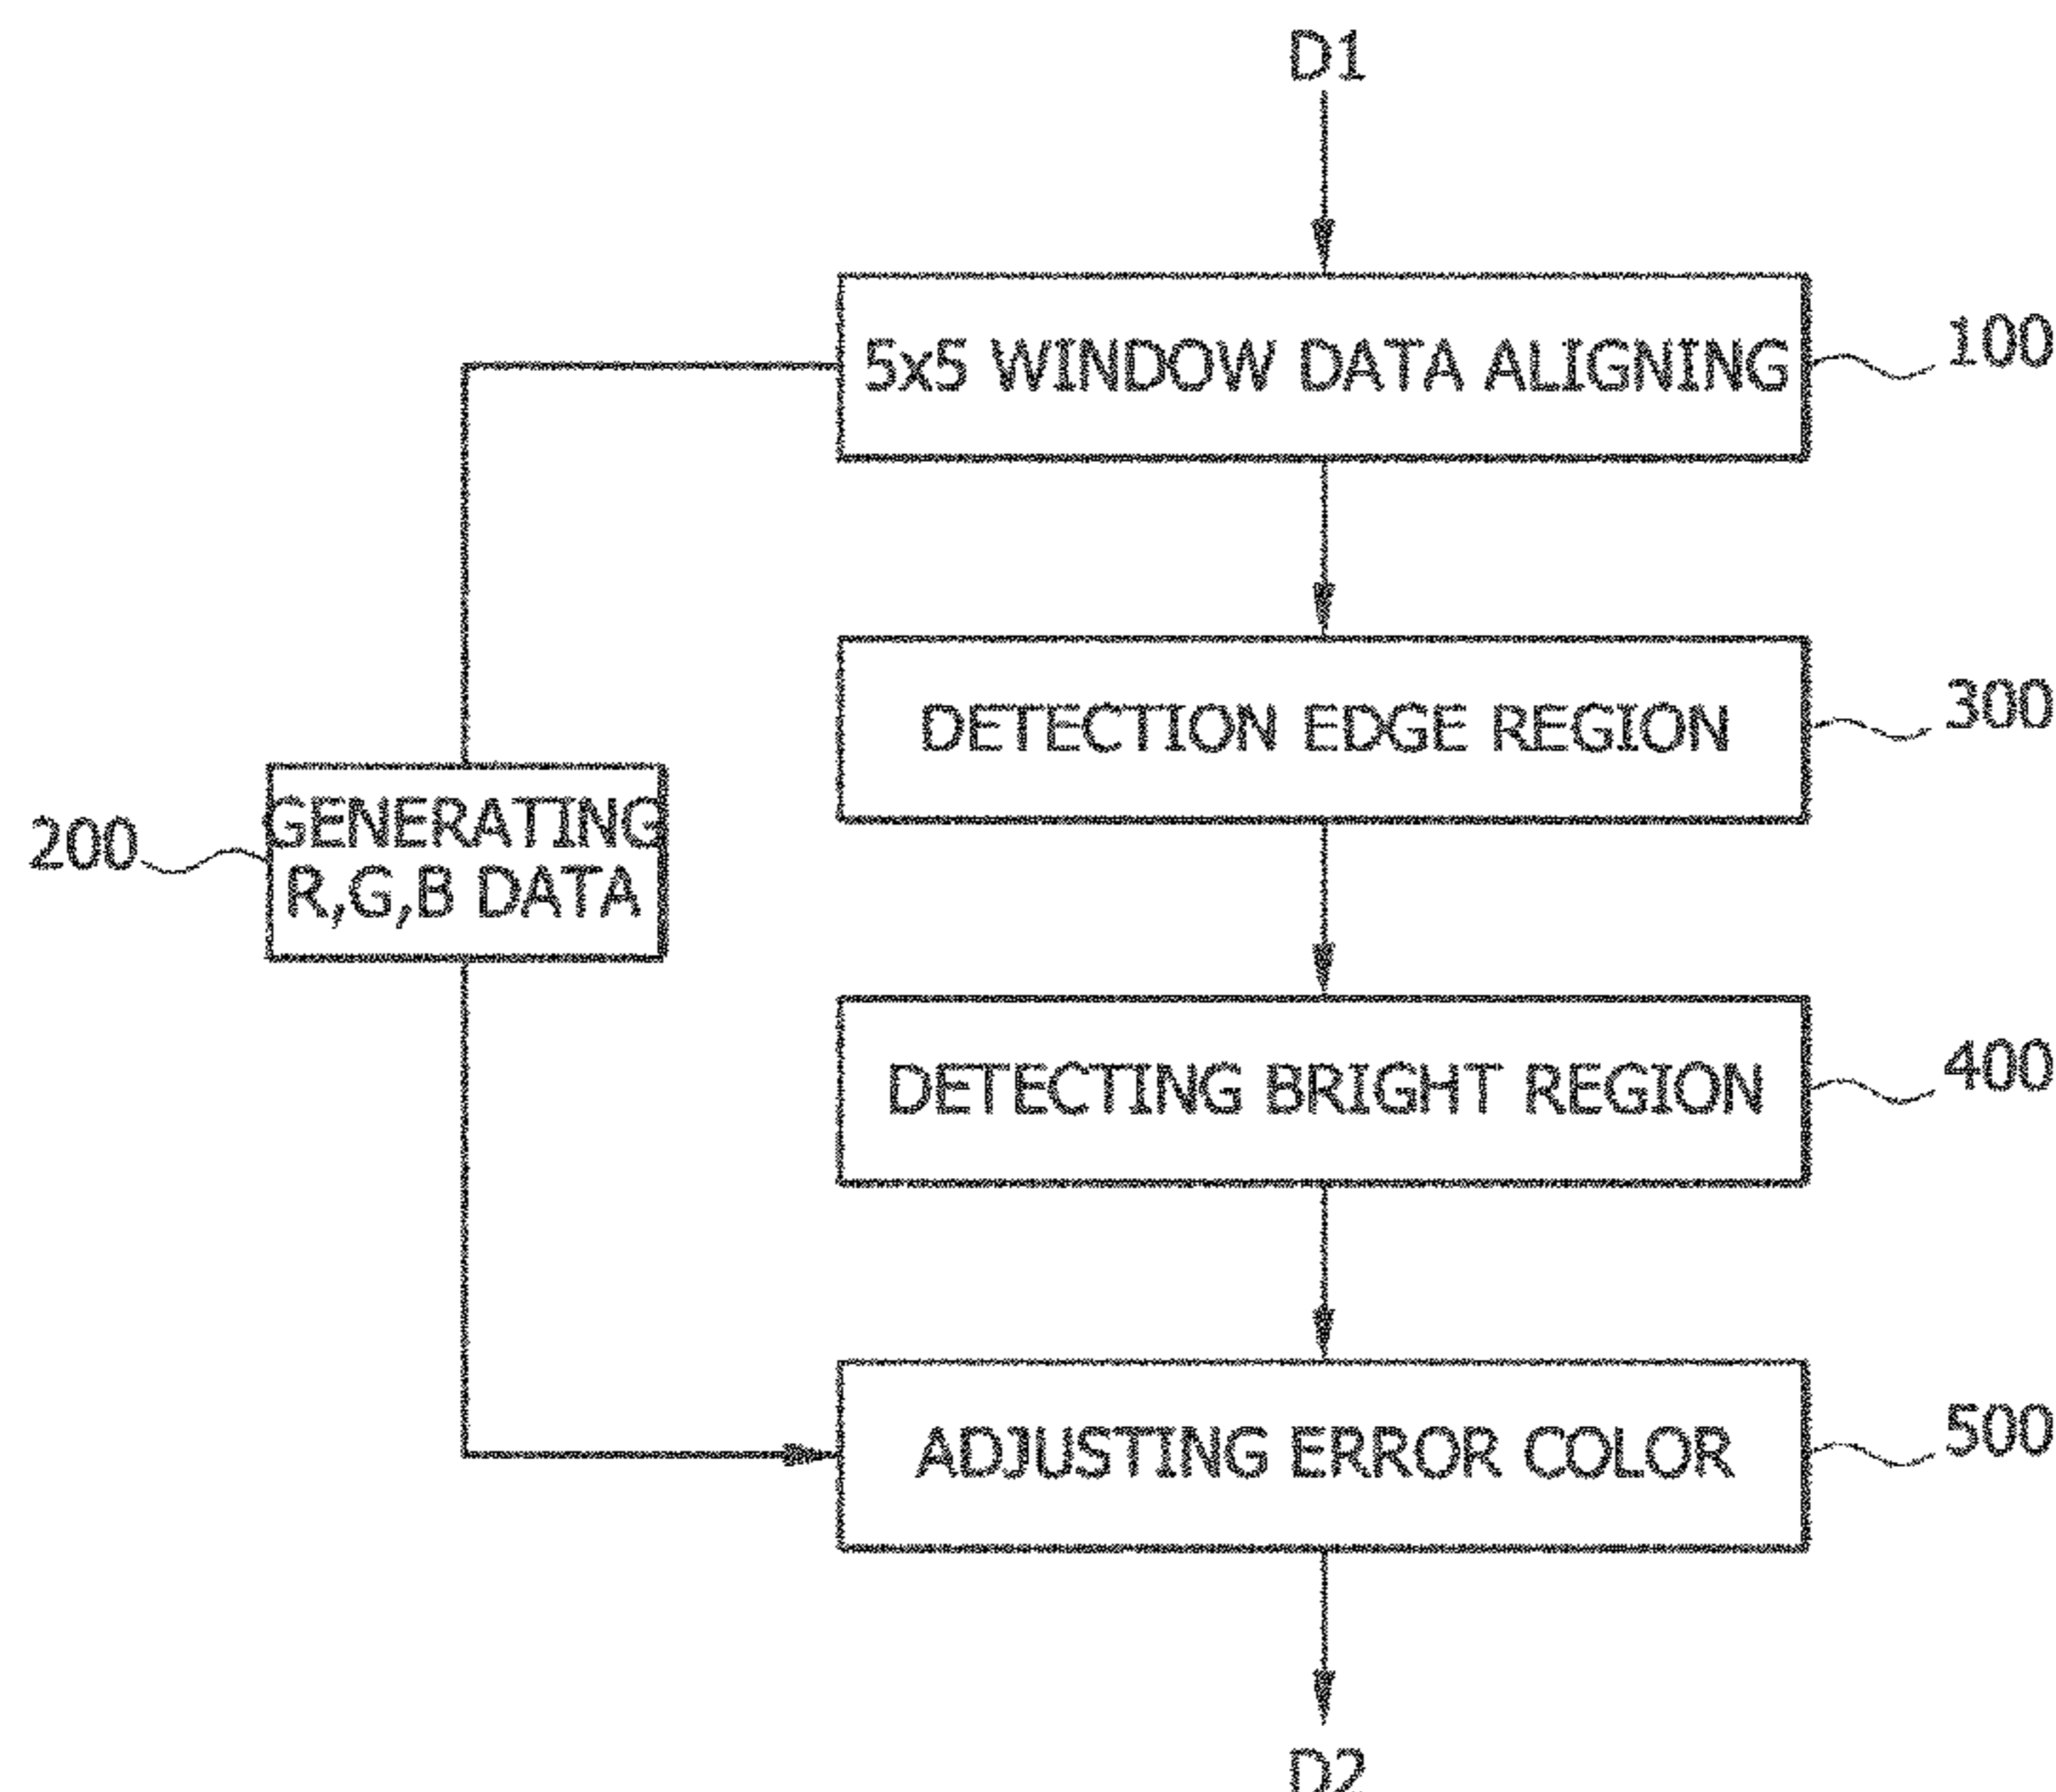 D1
5x5 WINDOW DATA ALIGNING
100
DETECTION EDGE REGION
300
GENERATING
R,G,B DATA
200
DETECTING BRIGHT REGION
400
ADJUSTING ERROR COLOR
500
D2